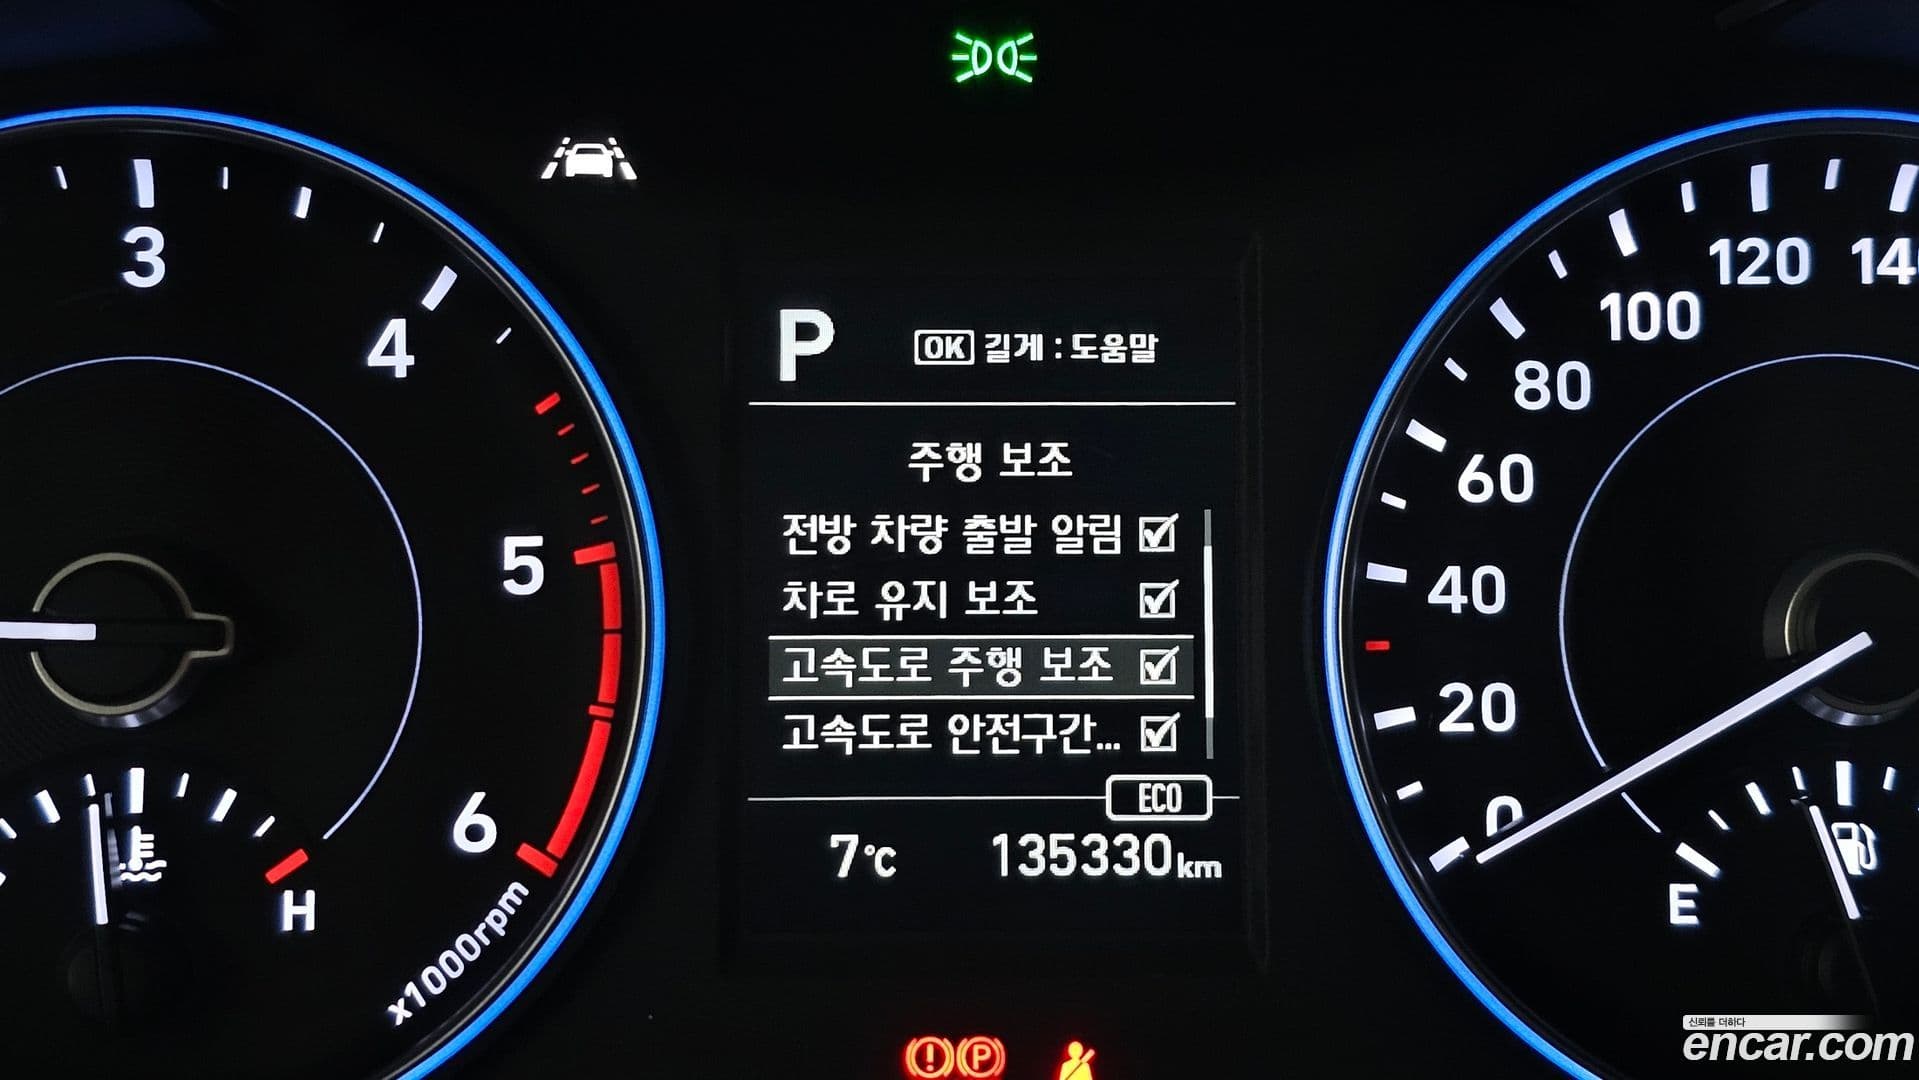 3
4
5
6
x1000rpm
H
P
OK 길게 : 도움말
주행 보조
전방 차량 출발 알림
차로 유지 보조
고속도로 주행 보조
고속도로 안전구간...
ECO
7°C
135330km
140
120
100
80
60
40
20
0
E
P
신뢰를 더하다
encar.com